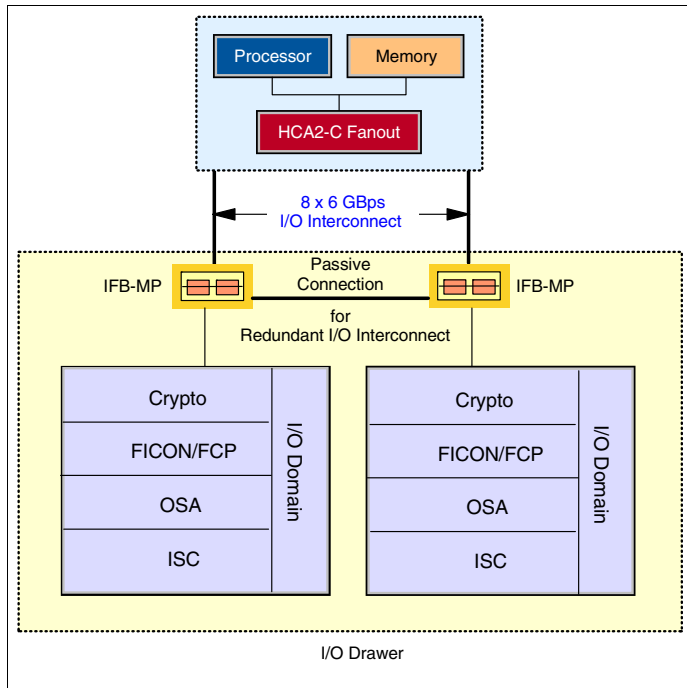 Processor
Memory
HCA2-C Fanout
8 x 6 GBps
I/O Interconnect
IFB-MP
Passive
Connection
IFB-MP
for
Redundant I/O Interconnect
Crypto
FICON/FCP
OSA
ISC
I/O Domain
Crypto
FICON/FCP
OSA
ISC
I/O Domain
I/O Drawer